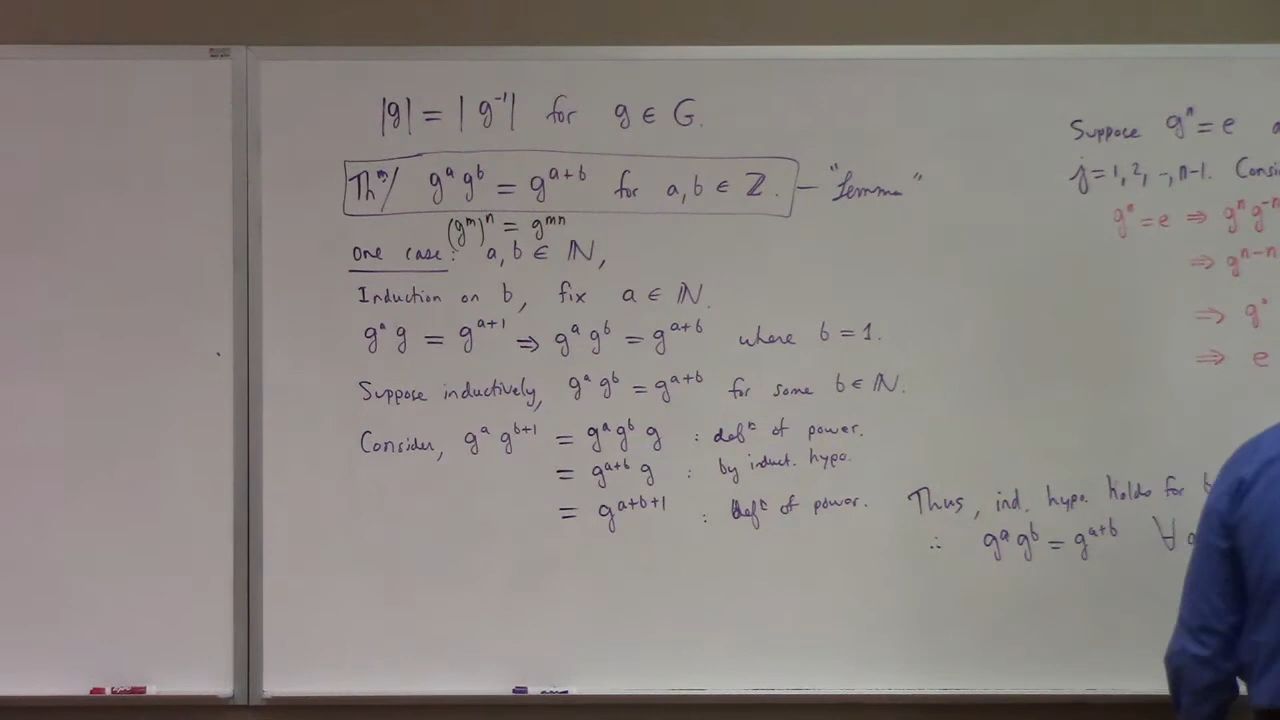 |g| = |g⁻¹| for g ∈ G.
Thᵐ/ gᵃ gᵇ = gᵃ⁺ᵇ for a, b ∈ ℤ. — "Lemma"
(gᵐ)ⁿ = gᵐⁿ
One case: a, b ∈ ℕ,
Induction on b, fix a ∈ ℕ.
gᵃ g = gᵃ⁺¹ ⇒ gᵃ gᵇ = gᵃ⁺ᵇ where b = 1.
Suppose inductively, gᵃ gᵇ = gᵃ⁺ᵇ for some b ∈ ℕ.
Consider, gᵃ gᵇ⁺¹ = gᵃ gᵇ g : defⁿ of power.
= gᵃ⁺ᵇ g : by induct. hypo.
= gᵃ⁺ᵇ⁺¹ : defⁿ of power.
Thus, ind. hypo. holds for
∴ gᵃ gᵇ = gᵃ⁺ᵇ ∀
Suppose gⁿ = e
j = 1, 2, -, n-1.
gⁿ = e ⇒ gⁿ g⁻ⁿ
⇒ gⁿ⁻ⁿ
⇒ g
⇒ e